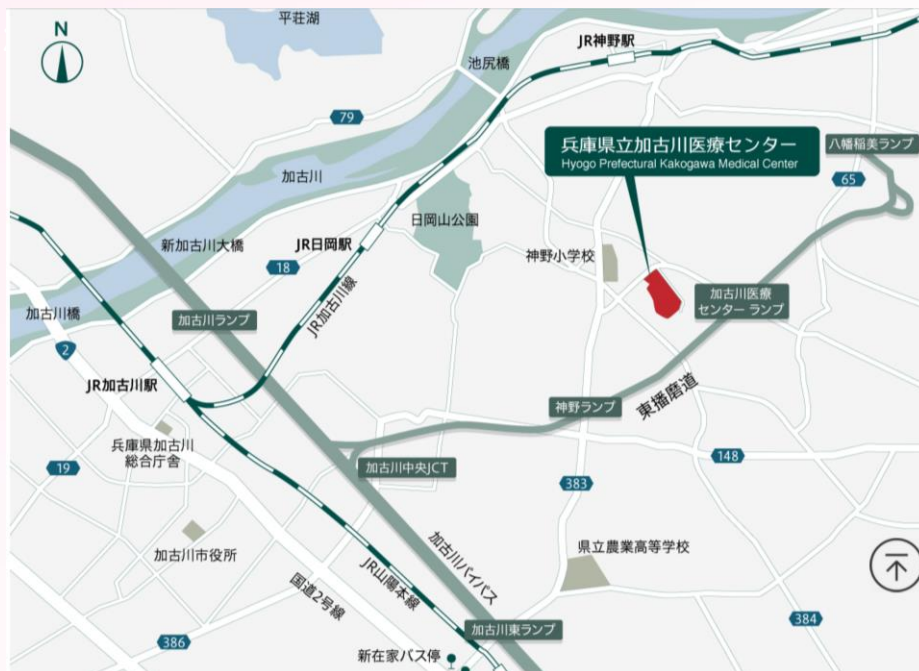 平荘湖
N
JR神野駅
池尻橋
79
兵庫県立加古川医療センター
Hyogo Prefectural Kakogawa Medical Center
八幡稲美ランプ
65
加古川
日岡山公園
新加古川大橋
JR日岡駅
神野小学校
18
加古川医療
センター ランプ
加古川橋
加古川ランプ
JR加古川線
2
JR加古川駅
東播磨道
神野ランプ
兵庫県加古川
総合庁舎
19
加古川中央JCT
148
383
加古川市役所
加古川バイパス
県立農業高等学校
JR山陽本線
国道2号線
384
加古川東ランプ
386
新在家バス停